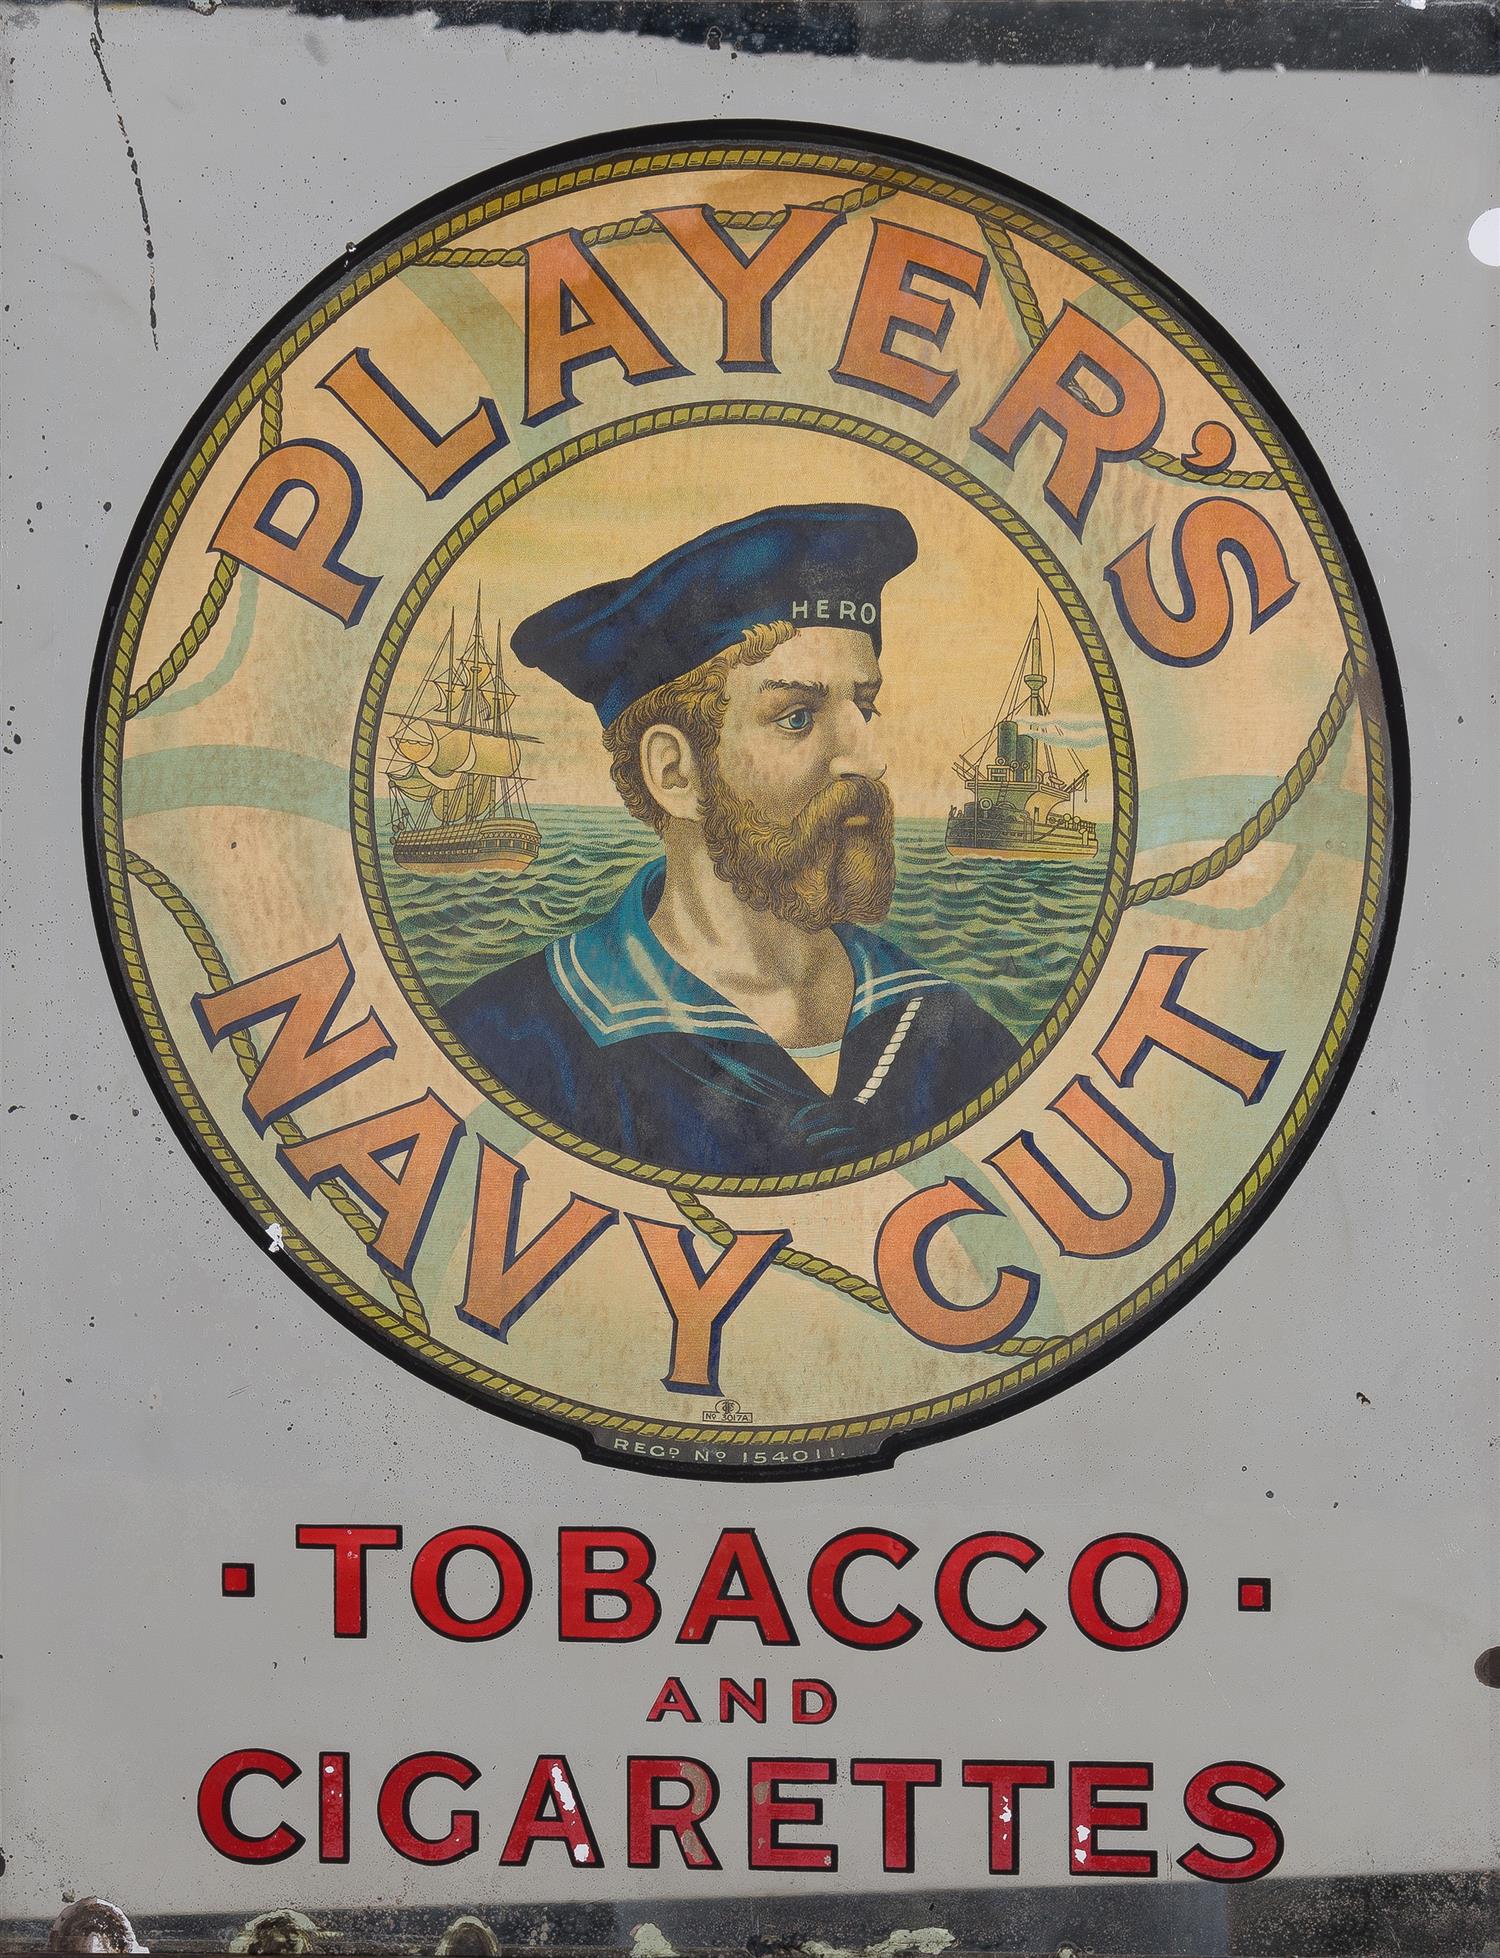 PLAYER'S
HERO
NAVY CUT
No 3017A
REGD No 154011.
· TOBACCO ·
AND
CIGARETTES